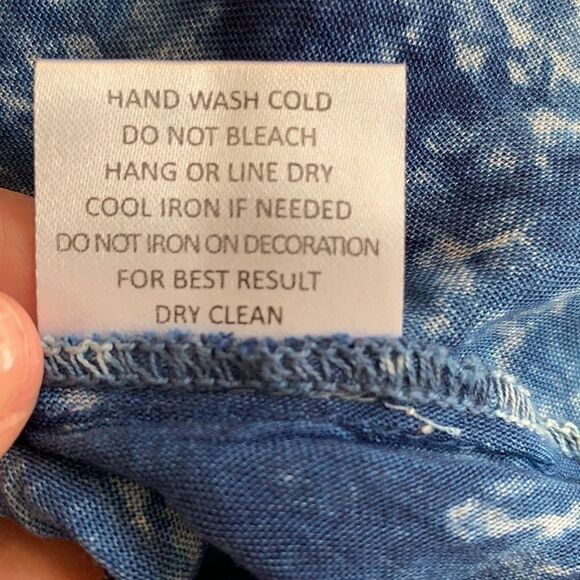 HAND WASH COLD
DO NOT BLEACH
HANG OR LINE DRY
COOL IRON IF NEEDED
DO NOT IRON ON DECORATION
FOR BEST RESULT
DRY CLEAN